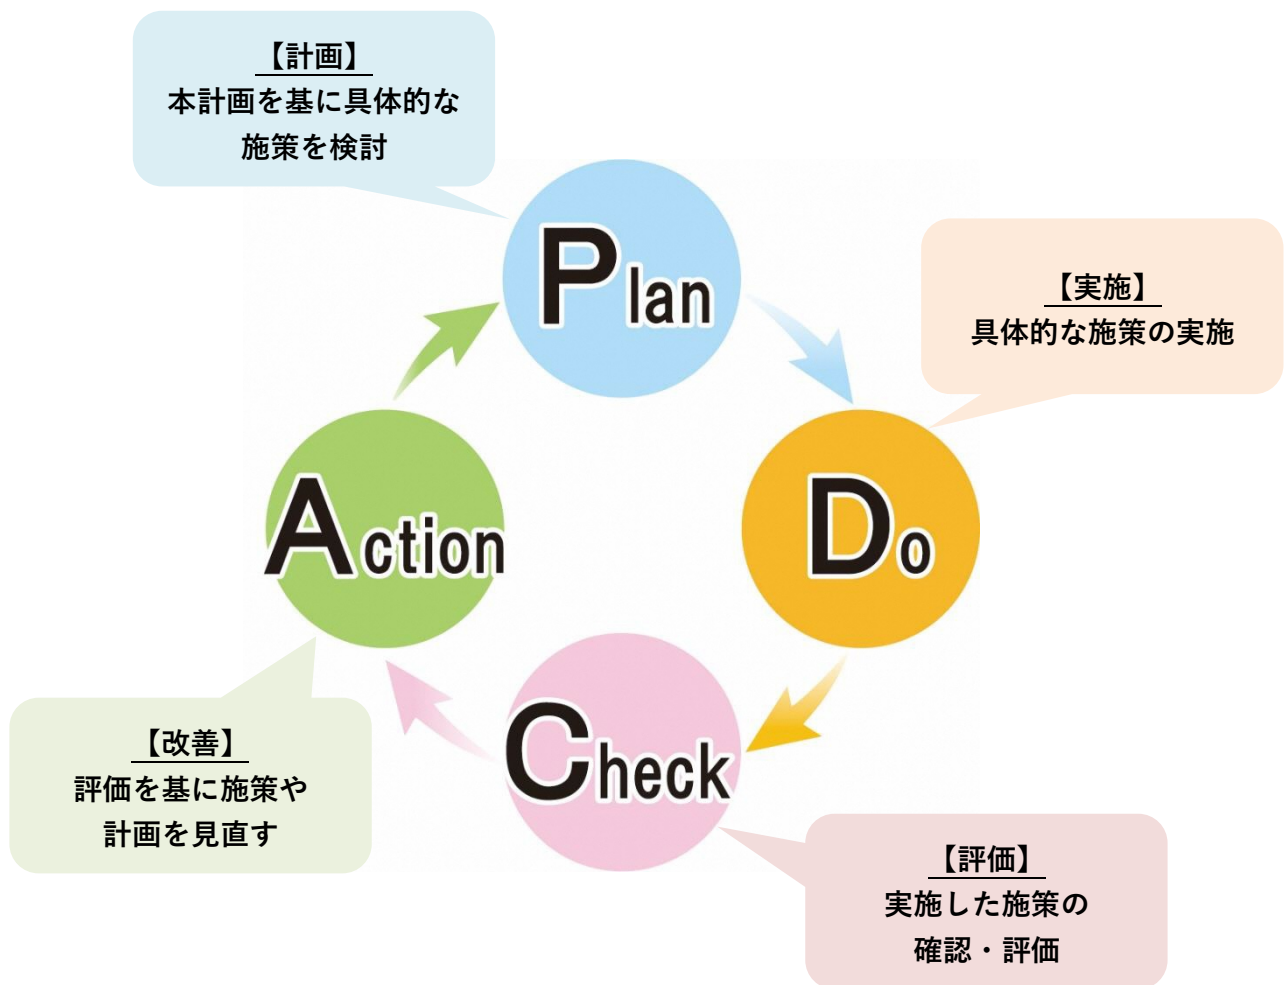 【計画】
本計画を基に具体的な
施策を検討
Plan
【実施】
具体的な施策の実施
Do
Action
Check
【改善】
評価を基に施策や
計画を見直す
【評価】
実施した施策の
確認・評価